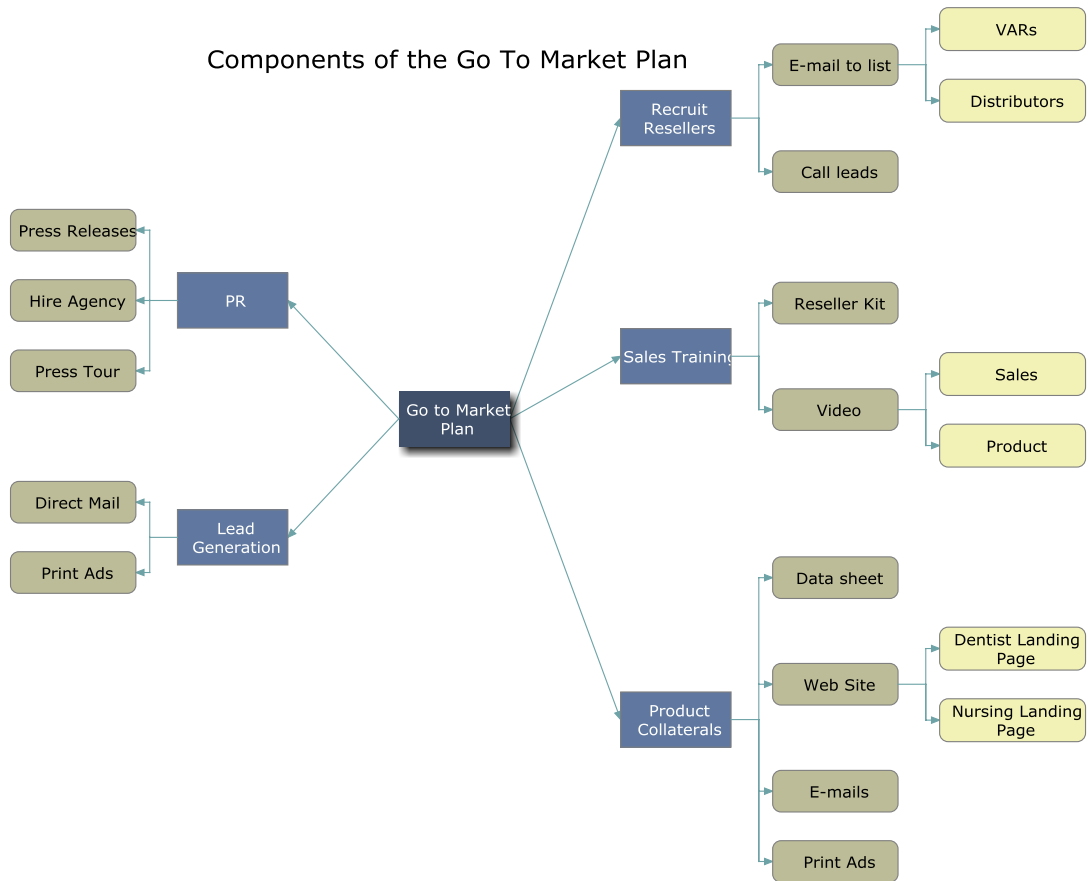 Components of the Go To Market Plan
Go to Market
Plan
Recruit
Resellers
E-mail to list
VARs
Distributors
Call leads
Sales Training
Reseller Kit
Video
Sales
Product
Product
Collaterals
Data sheet
Web Site
Dentist Landing
Page
Nursing Landing
Page
E-mails
Print Ads
PR
Press Releases
Hire Agency
Press Tour
Lead
Generation
Direct Mail
Print Ads